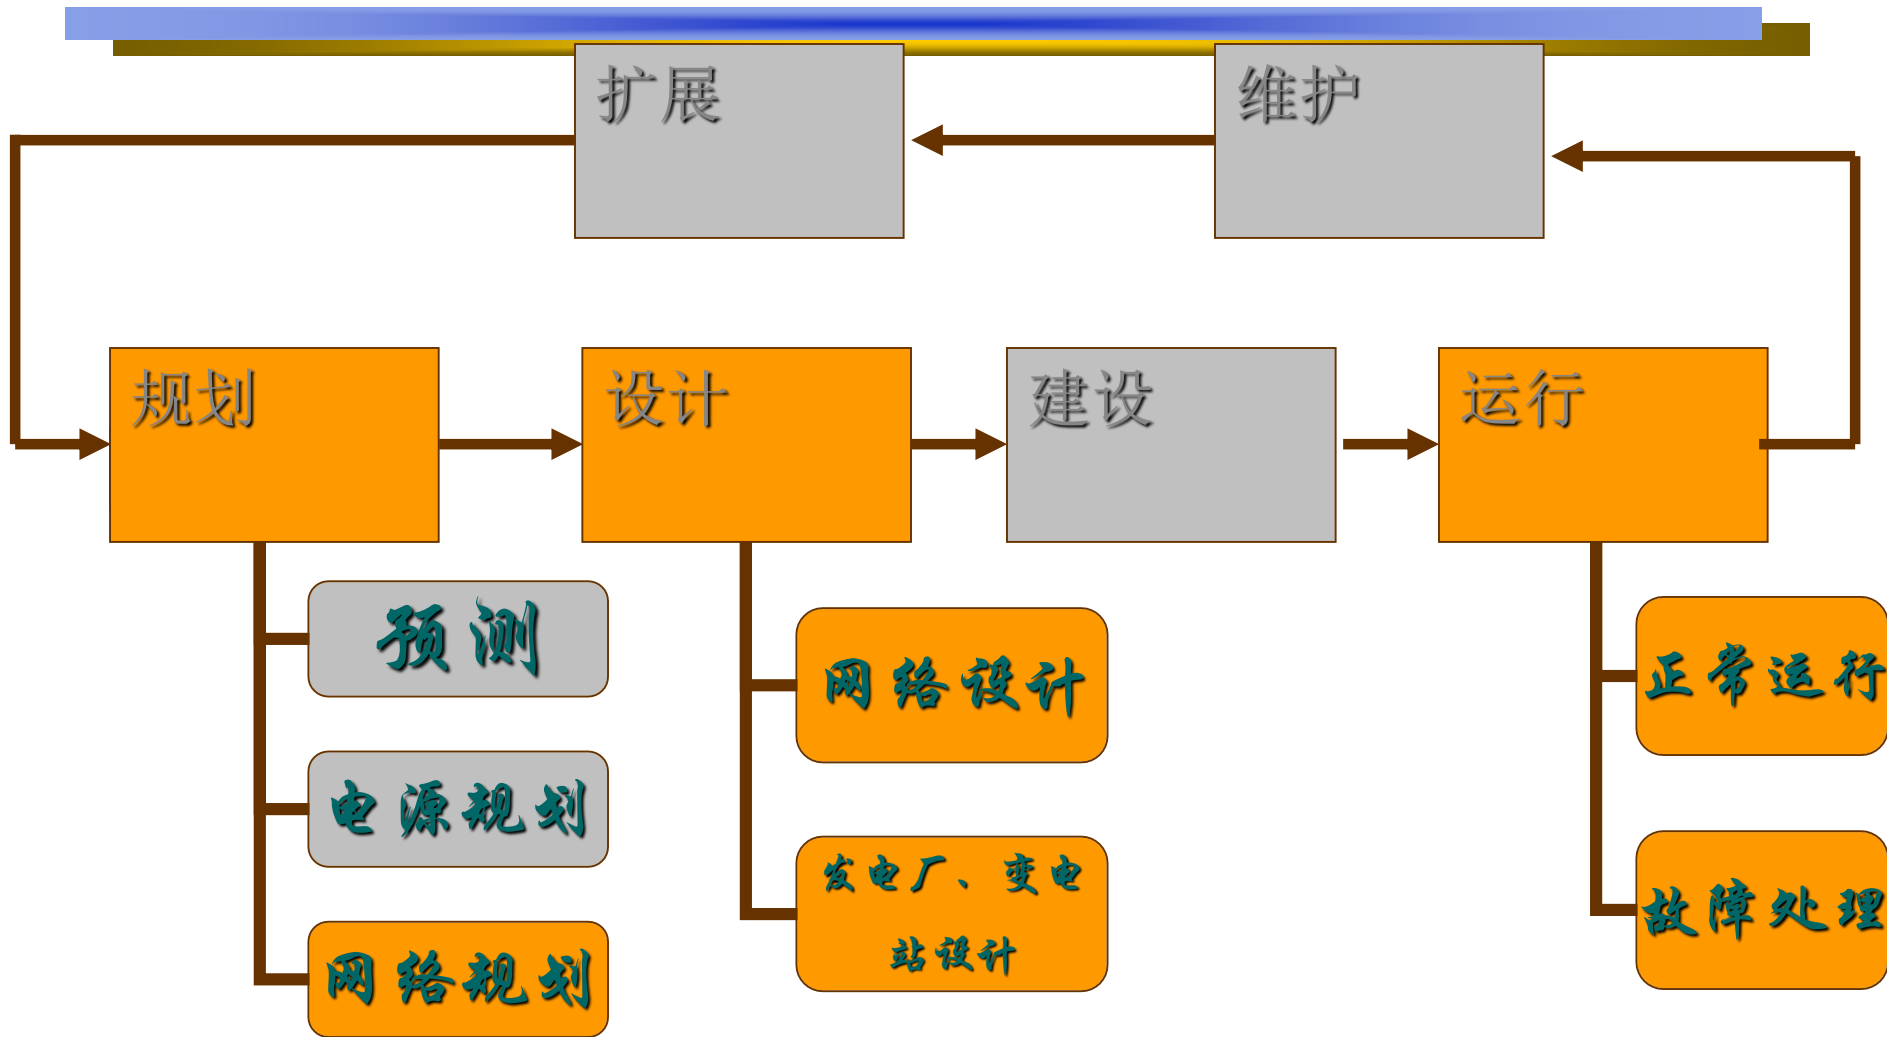 扩展
维护
规划
设计
建设
运行
预测
电源规划
网络规划
网络设计
发电厂、变电
站设计
正常运行
故障处理